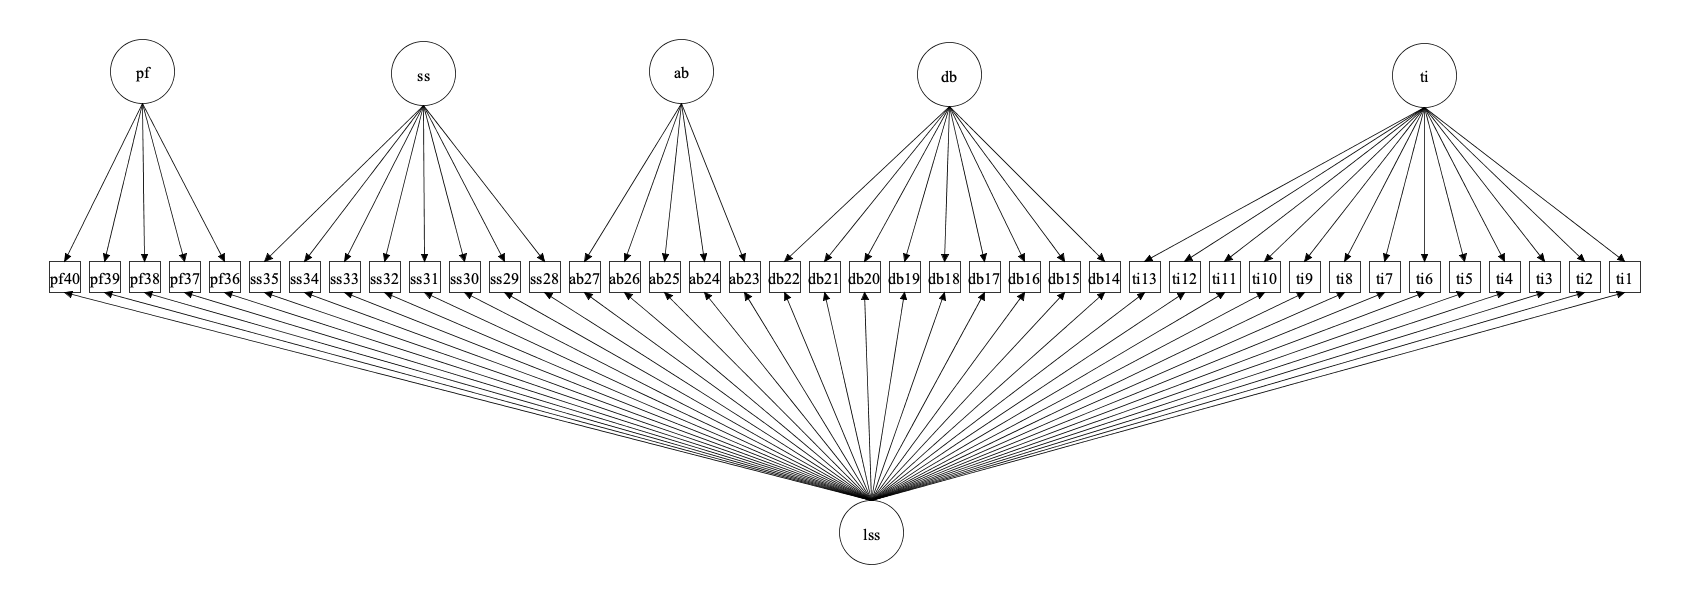 pf ss ab db ti
pf40 pf39 pf38 pf37 pf36 ss35 ss34 ss33 ss32 ss31 ss30 ss29 ss28 ab27 ab26 ab25 ab24 ab23 db22 db21 db20 db19 db18 db17 db16 db15 db14 ti13 ti12 ti11 ti10 ti9 ti8 ti7 ti6 ti5 ti4 ti3 ti2 ti1
lss